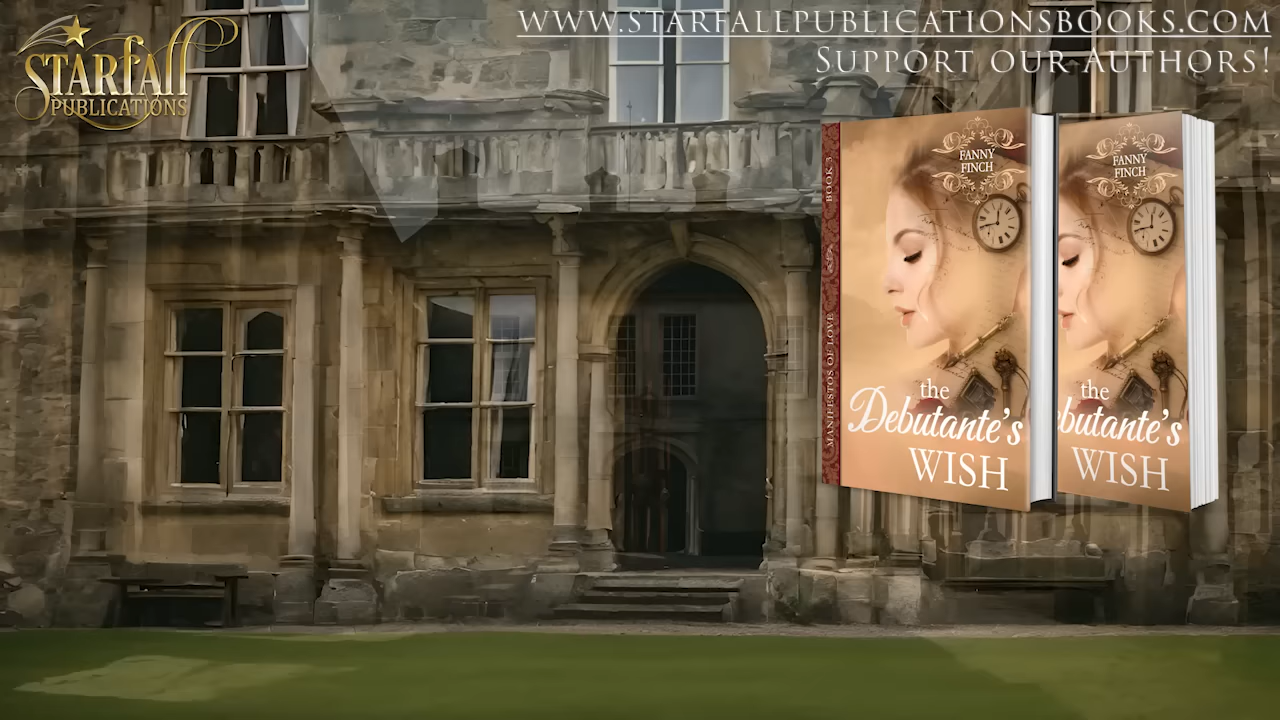 STARfall
PUBLICATIONS
www.starfallpublicationsbooks.com
Support our Authors!
BOOK 3
MANIFESTOS OF LOVE
FANNY
FINCH
the
Debutante's
WISH
FANNY
FINCH
the
ebutante's
WISH